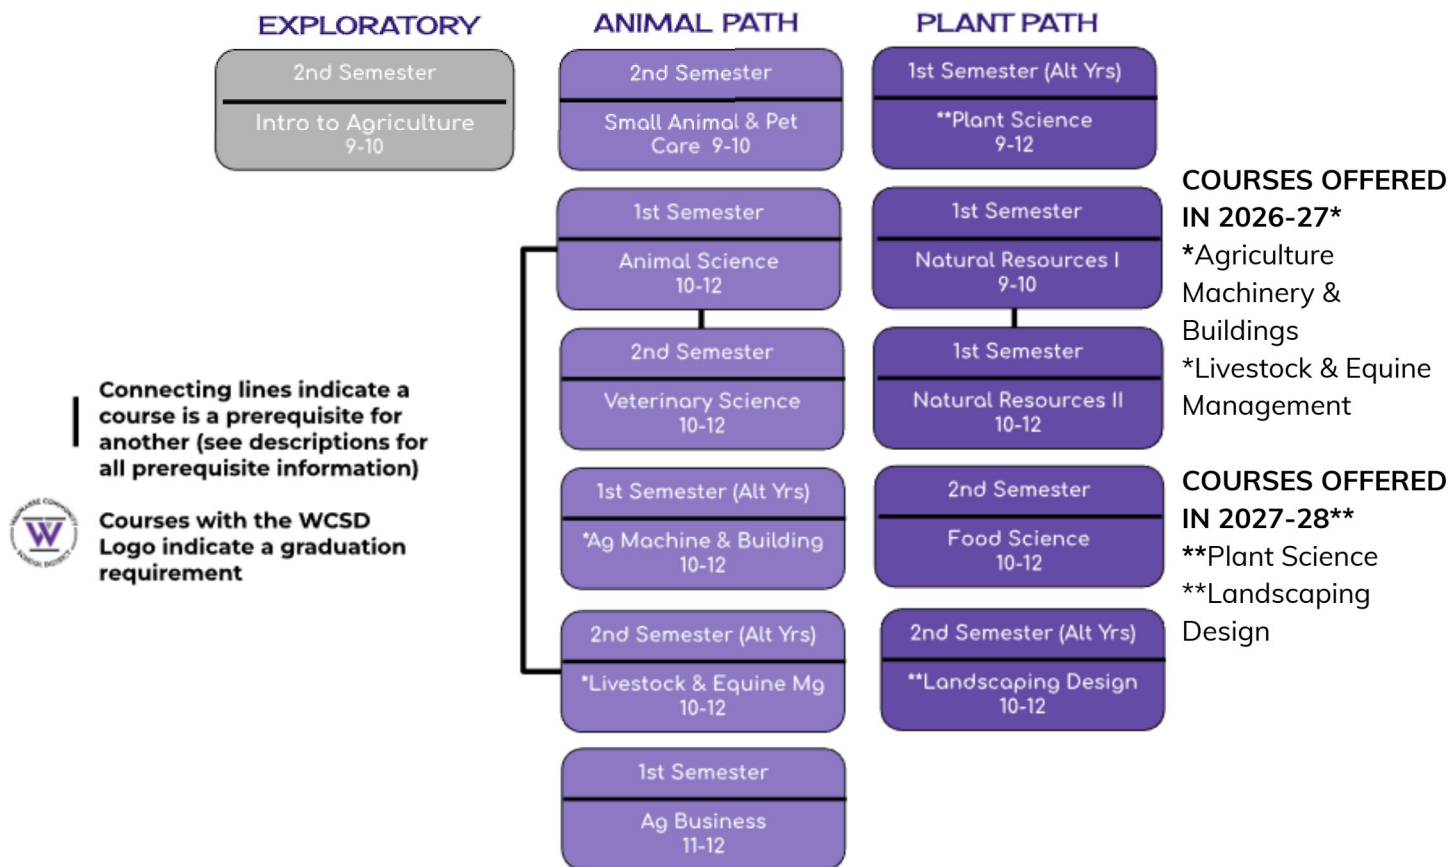 EXPLORATORY
2nd Semester
Intro to Agriculture
9-10
ANIMAL PATH
2nd Semester
Small Animal & Pet
Care 9-10
1st Semester
Animal Science
10-12
2nd Semester
Veterinary Science
10-12
1st Semester (Alt Yrs)
*Ag Machine & Building
10-12
2nd Semester (Alt Yrs)
*Livestock & Equine Mg
10-12
1st Semester
Ag Business
11-12
PLANT PATH
1st Semester (Alt Yrs)
**Plant Science
9-12
1st Semester
Natural Resources I
9-10
1st Semester
Natural Resources II
10-12
2nd Semester
Food Science
10-12
2nd Semester (Alt Yrs)
**Landscaping Design
10-12
COURSES OFFERED
IN 2026-27*
*Agriculture
Machinery &
Buildings
*Livestock & Equine
Management
COURSES OFFERED
IN 2027-28**
**Plant Science
**Landscaping
Design
Connecting lines indicate a
course is a prerequisite for
another (see descriptions for
all prerequisite information)
W
SCHOOL DISTRICT
Courses with the WCSD
Logo indicate a graduation
requirement